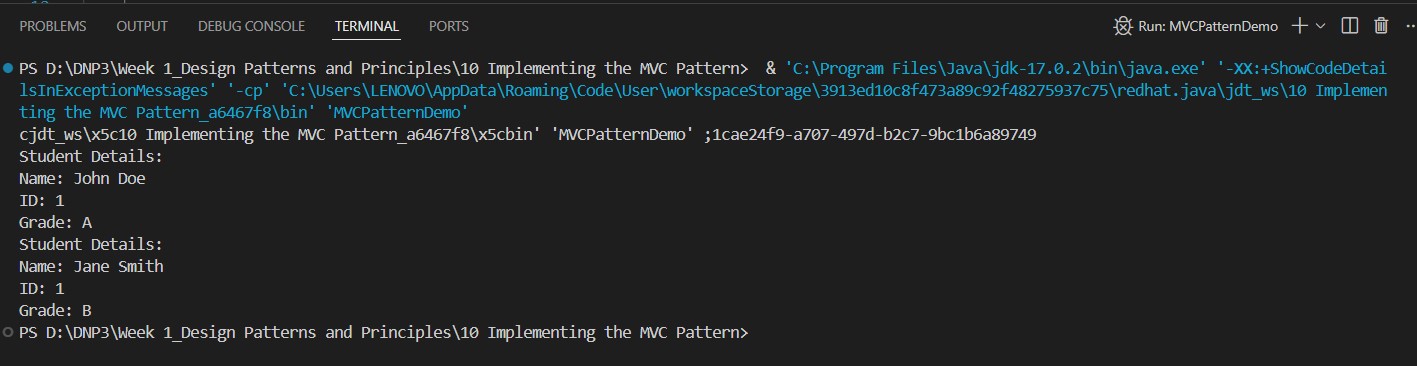 PROBLEMS OUTPUT DEBUG CONSOLE TERMINAL PORTS Run: MVCPatternDemo
PS D:\DNP3\Week 1_Design Patterns and Principles\10 Implementing the MVC Pattern>  & 'C:\Program Files\Java\jdk-17.0.2\bin\java.exe' '-XX:+ShowCodeDetai
lsInExceptionMessages' '-cp' 'C:\Users\LENOVO\AppData\Roaming\Code\User\workspaceStorage\3913ed10c8f473a89c92f48275937c75\redhat.java\jdt_ws\10 Implemen
ting the MVC Pattern_a6467f8\bin' 'MVCPatternDemo'
cjdt_ws\x5c10 Implementing the MVC Pattern_a6467f8\x5cbin' 'MVCPatternDemo' ;1cae24f9-a707-497d-b2c7-9bc1b6a89749
Student Details:
Name: John Doe
ID: 1
Grade: A
Student Details:
Name: Jane Smith
ID: 1
Grade: B
PS D:\DNP3\Week 1_Design Patterns and Principles\10 Implementing the MVC Pattern>